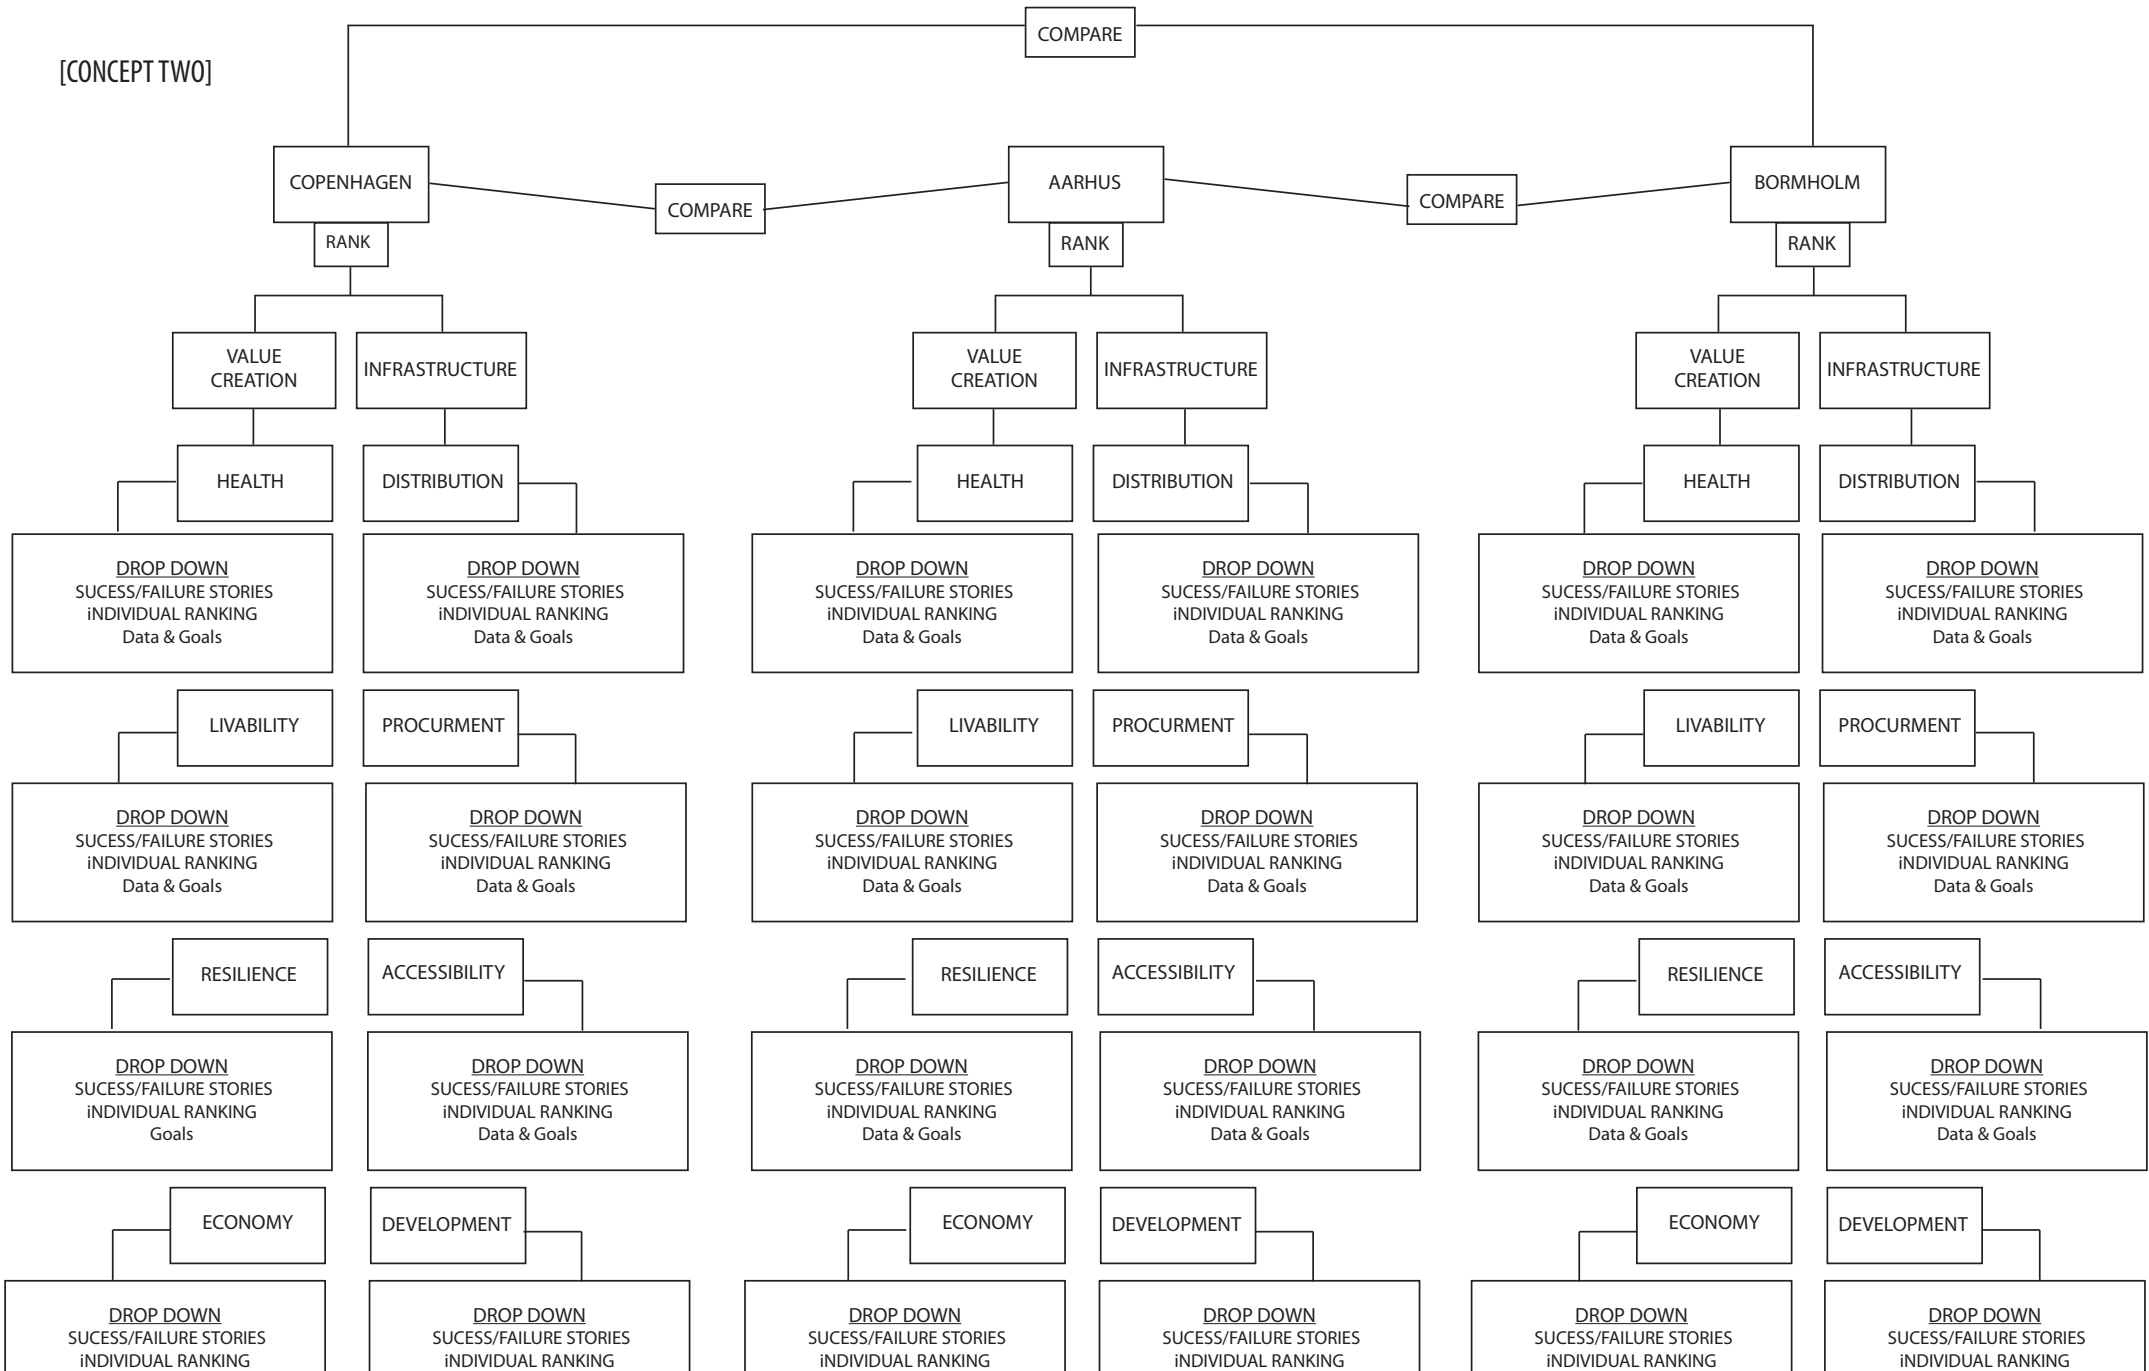 COMPARE
[CONCEPT TWO]
COPENHAGEN
AARHUS
BORMHOLM
COMPARE
COMPARE
RANK
RANK
RANK
VALUE
CREATION
INFRASTRUCTURE
VALUE
CREATION
INFRASTRUCTURE
VALUE
CREATION
INFRASTRUCTURE
HEALTH
DISTRIBUTION
HEALTH
DISTRIBUTION
HEALTH
DISTRIBUTION
DROP DOWN
SUCESS/FAILURE STORIES
iNDIVIDUAL RANKING
Data & Goals
DROP DOWN
SUCESS/FAILURE STORIES
iNDIVIDUAL RANKING
Data & Goals
DROP DOWN
SUCESS/FAILURE STORIES
iNDIVIDUAL RANKING
Data & Goals
DROP DOWN
SUCESS/FAILURE STORIES
iNDIVIDUAL RANKING
Data & Goals
DROP DOWN
SUCESS/FAILURE STORIES
iNDIVIDUAL RANKING
Data & Goals
DROP DOWN
SUCESS/FAILURE STORIES
iNDIVIDUAL RANKING
Data & Goals
LIVABILITY
PROCURMENT
LIVABILITY
PROCURMENT
LIVABILITY
PROCURMENT
DROP DOWN
SUCESS/FAILURE STORIES
iNDIVIDUAL RANKING
Data & Goals
DROP DOWN
SUCESS/FAILURE STORIES
iNDIVIDUAL RANKING
Data & Goals
DROP DOWN
SUCESS/FAILURE STORIES
iNDIVIDUAL RANKING
Data & Goals
DROP DOWN
SUCESS/FAILURE STORIES
iNDIVIDUAL RANKING
Data & Goals
DROP DOWN
SUCESS/FAILURE STORIES
iNDIVIDUAL RANKING
Data & Goals
DROP DOWN
SUCESS/FAILURE STORIES
iNDIVIDUAL RANKING
Data & Goals
RESILIENCE
ACCESSIBILITY
RESILIENCE
ACCESSIBILITY
RESILIENCE
ACCESSIBILITY
DROP DOWN
SUCESS/FAILURE STORIES
iNDIVIDUAL RANKING
Goals
DROP DOWN
SUCESS/FAILURE STORIES
iNDIVIDUAL RANKING
Data & Goals
DROP DOWN
SUCESS/FAILURE STORIES
iNDIVIDUAL RANKING
Data & Goals
DROP DOWN
SUCESS/FAILURE STORIES
iNDIVIDUAL RANKING
Data & Goals
DROP DOWN
SUCESS/FAILURE STORIES
iNDIVIDUAL RANKING
Data & Goals
DROP DOWN
SUCESS/FAILURE STORIES
iNDIVIDUAL RANKING
Data & Goals
ECONOMY
DEVELOPMENT
ECONOMY
DEVELOPMENT
ECONOMY
DEVELOPMENT
DROP DOWN
SUCESS/FAILURE STORIES
iNDIVIDUAL RANKING
DROP DOWN
SUCESS/FAILURE STORIES
iNDIVIDUAL RANKING
DROP DOWN
SUCESS/FAILURE STORIES
iNDIVIDUAL RANKING
DROP DOWN
SUCESS/FAILURE STORIES
iNDIVIDUAL RANKING
DROP DOWN
SUCESS/FAILURE STORIES
iNDIVIDUAL RANKING
DROP DOWN
SUCESS/FAILURE STORIES
iNDIVIDUAL RANKING